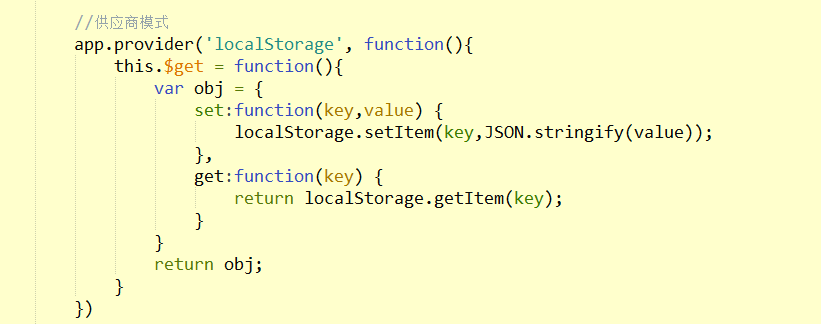 //供应商模式
app.provider('localStorage', function(){
    this.$get = function(){
        var obj = {
            set:function(key,value) {
                localStorage.setItem(key,JSON.stringify(value));
            },
            get:function(key) {
                return localStorage.getItem(key);
            }
        }
        return obj;
    }
})